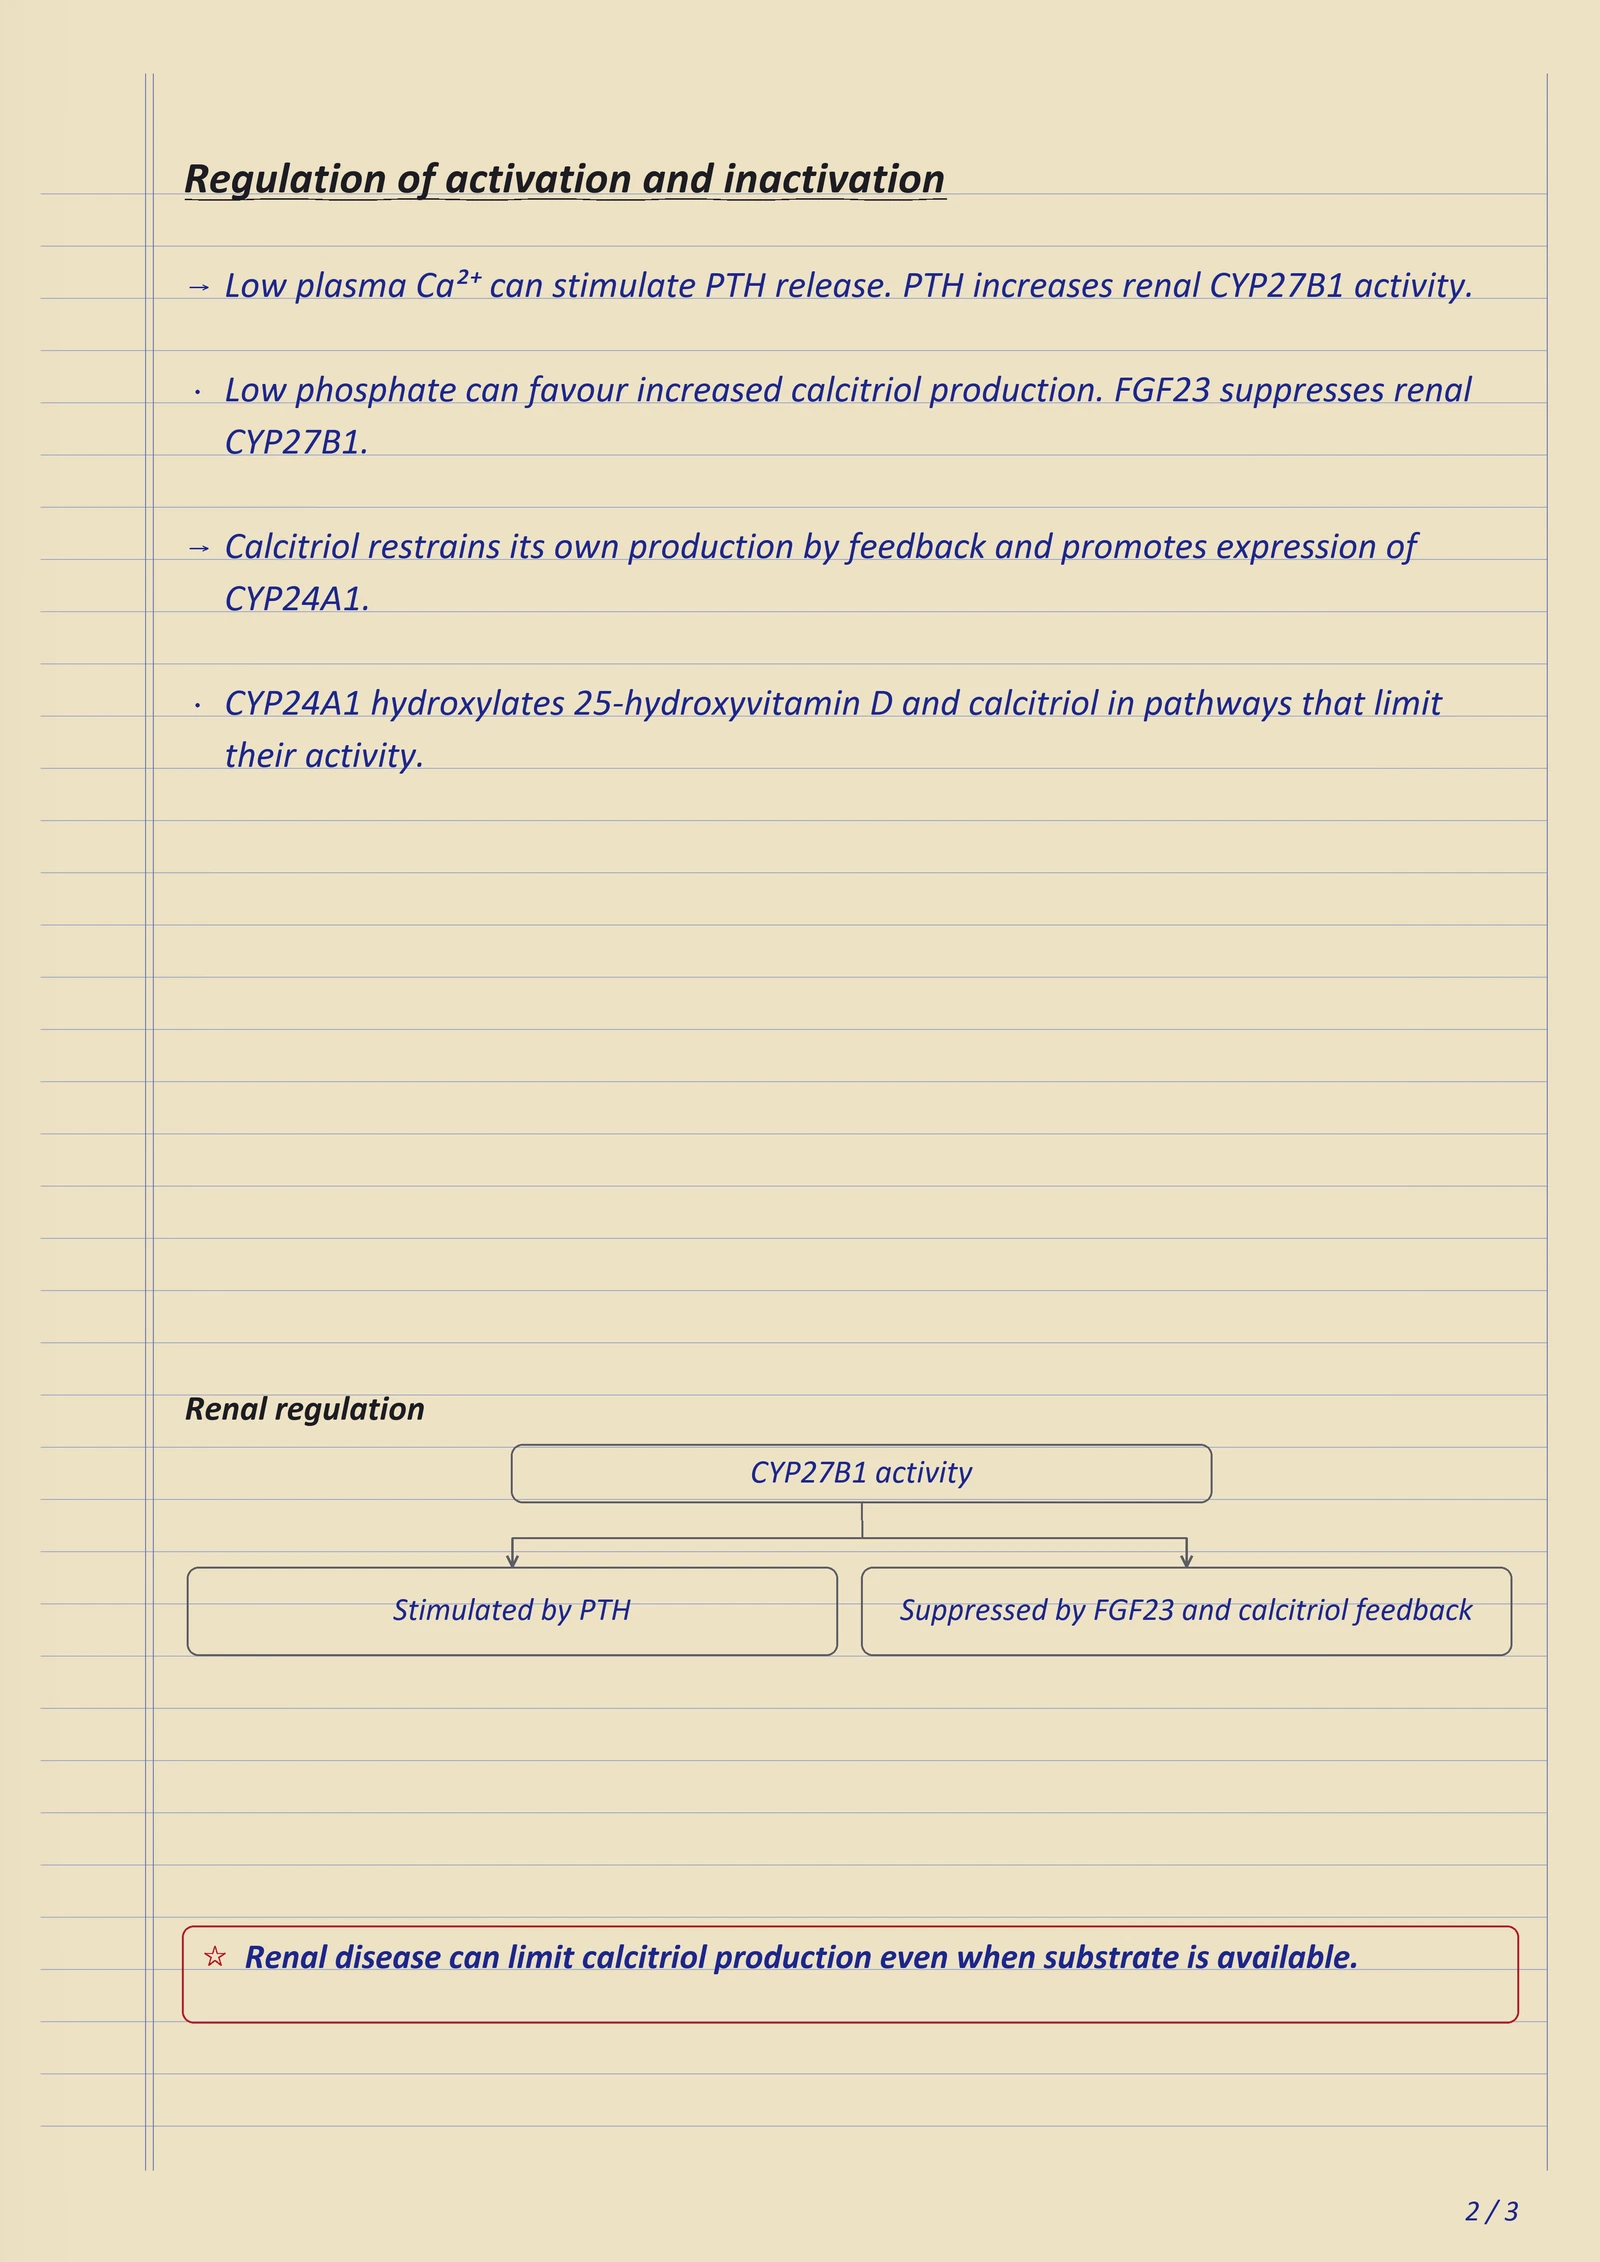 Regulation of activation and inactivation
→ Low plasma Ca²⁺ can stimulate PTH release. PTH increases renal CYP27B1 activity.
· Low phosphate can favour increased calcitriol production. FGF23 suppresses renal
CYP27B1.
→ Calcitriol restrains its own production by feedback and promotes expression of
CYP24A1.
· CYP24A1 hydroxylates 25-hydroxyvitamin D and calcitriol in pathways that limit
their activity.
Renal regulation
CYP27B1 activity
Stimulated by PTH
Suppressed by FGF23 and calcitriol feedback
☆ Renal disease can limit calcitriol production even when substrate is available.
2 / 3